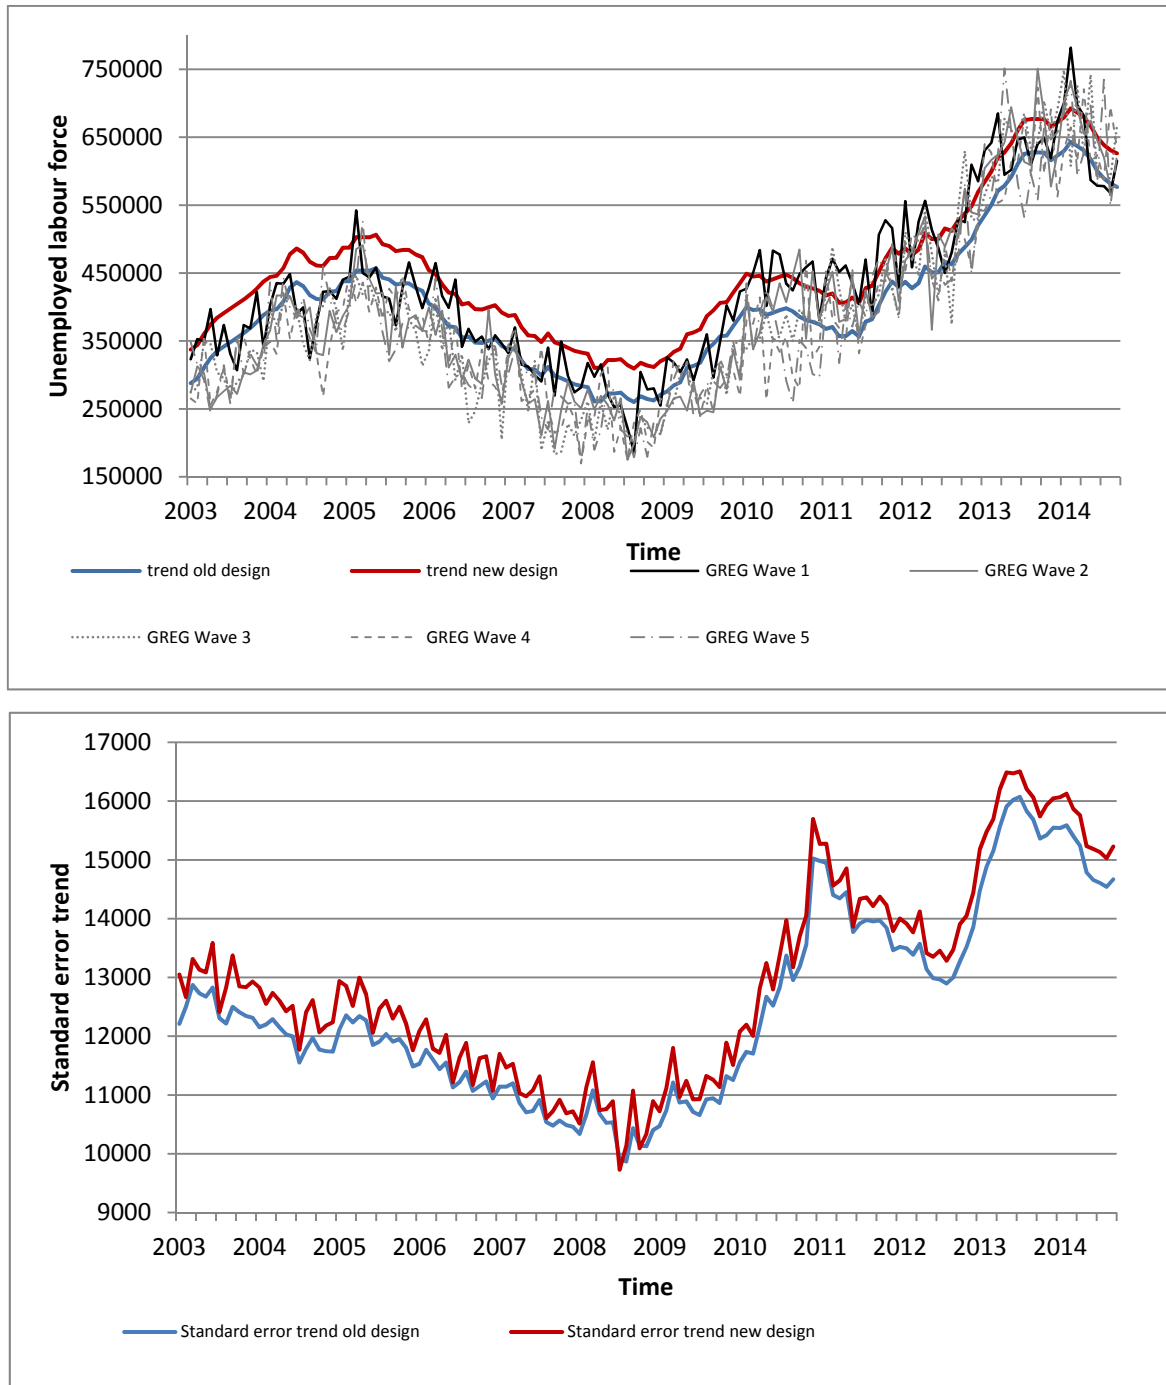 750000
650000
550000
450000
350000
250000
150000
Unemployed labour force
2003 2004 2005 2006 2007 2008 2009 2010 2011 2012 2013 2014
Time
trend old design
trend new design
GREG Wave 1
GREG Wave 2
GREG Wave 3
GREG Wave 4
GREG Wave 5
17000
16000
15000
14000
13000
12000
11000
10000
9000
Standard error trend
2003 2004 2005 2006 2007 2008 2009 2010 2011 2012 2013 2014
Time
Standard error trend old design
Standard error trend new design